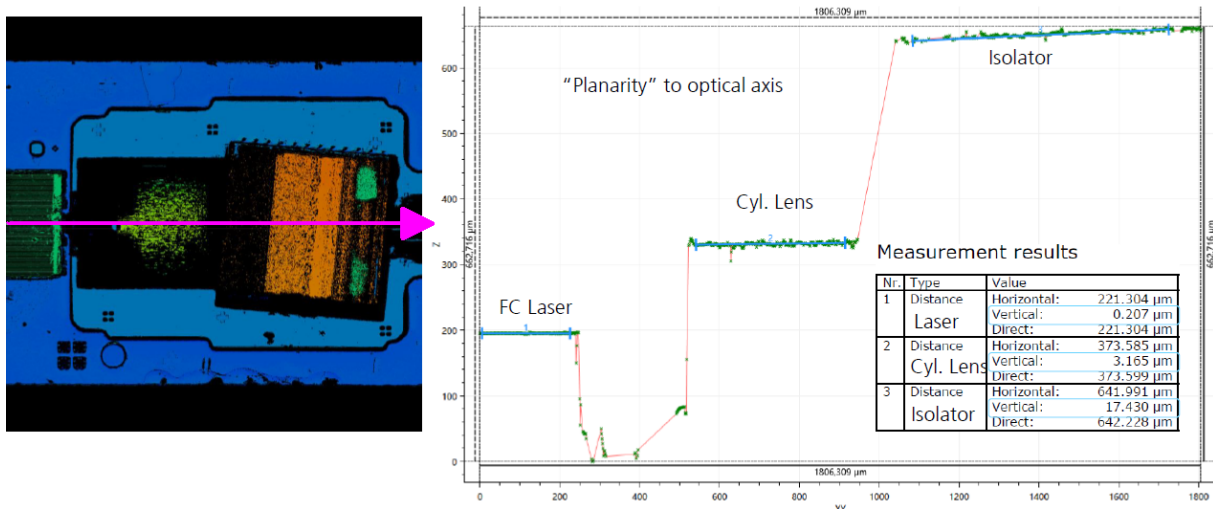 1806.309 µm
600
500
400
300
200
100
0
Z
662.716 µm
662.716 µm
"Planarity" to optical axis
Isolator
3
Cyl. Lens
2
FC Laser
1
Measurement results
Nr. Type Value
1 Distance Horizontal: 221.304 µm
Laser Vertical: 0.207 µm
Direct: 221.304 µm
2 Distance Horizontal: 373.585 µm
Cyl. Lens Vertical: 3.165 µm
Direct: 373.599 µm
3 Distance Horizontal: 641.991 µm
Isolator Vertical: 17.430 µm
Direct: 642.228 µm
1806.309 µm
0 200 400 600 800 1000 1200 1400 1600 1800
XY